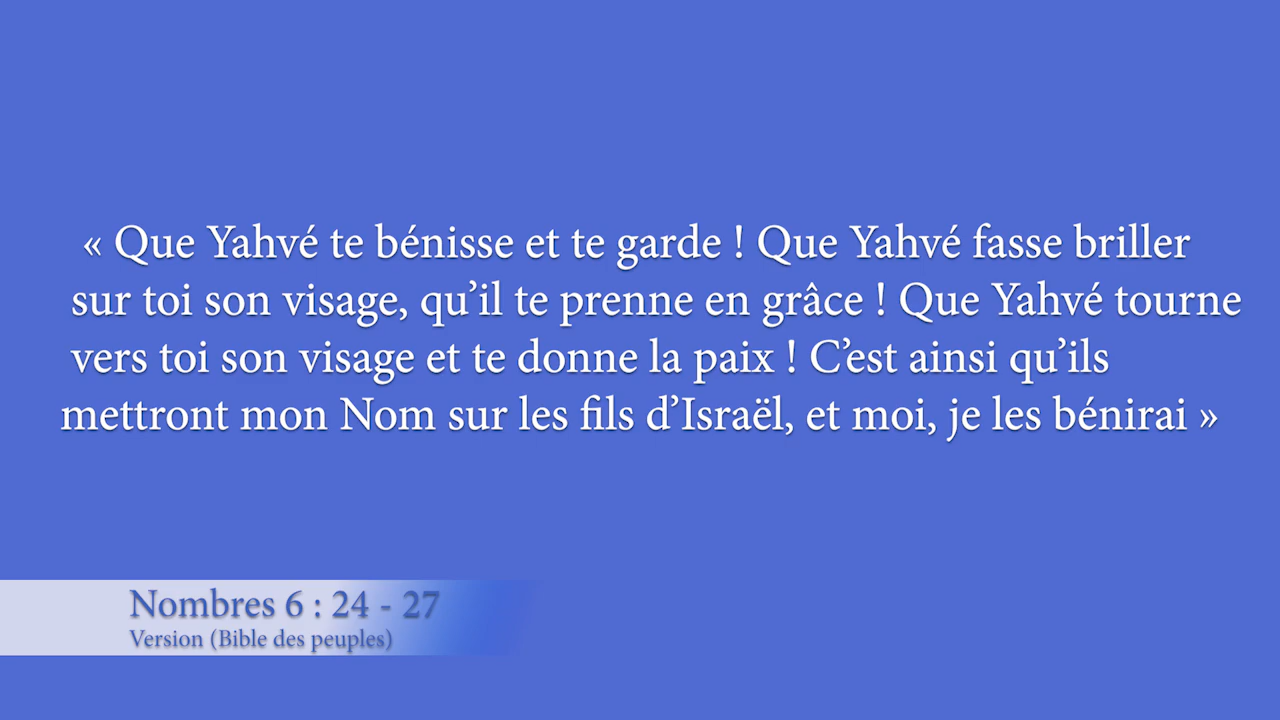 « Que Yahvé te bénisse et te garde ! Que Yahvé fasse briller
sur toi son visage, qu’il te prenne en grâce ! Que Yahvé tourne
vers toi son visage et te donne la paix ! C’est ainsi qu’ils
mettront mon Nom sur les fils d’Israël, et moi, je les bénirai »
Nombres 6 : 24 - 27
Version (Bible des peuples)